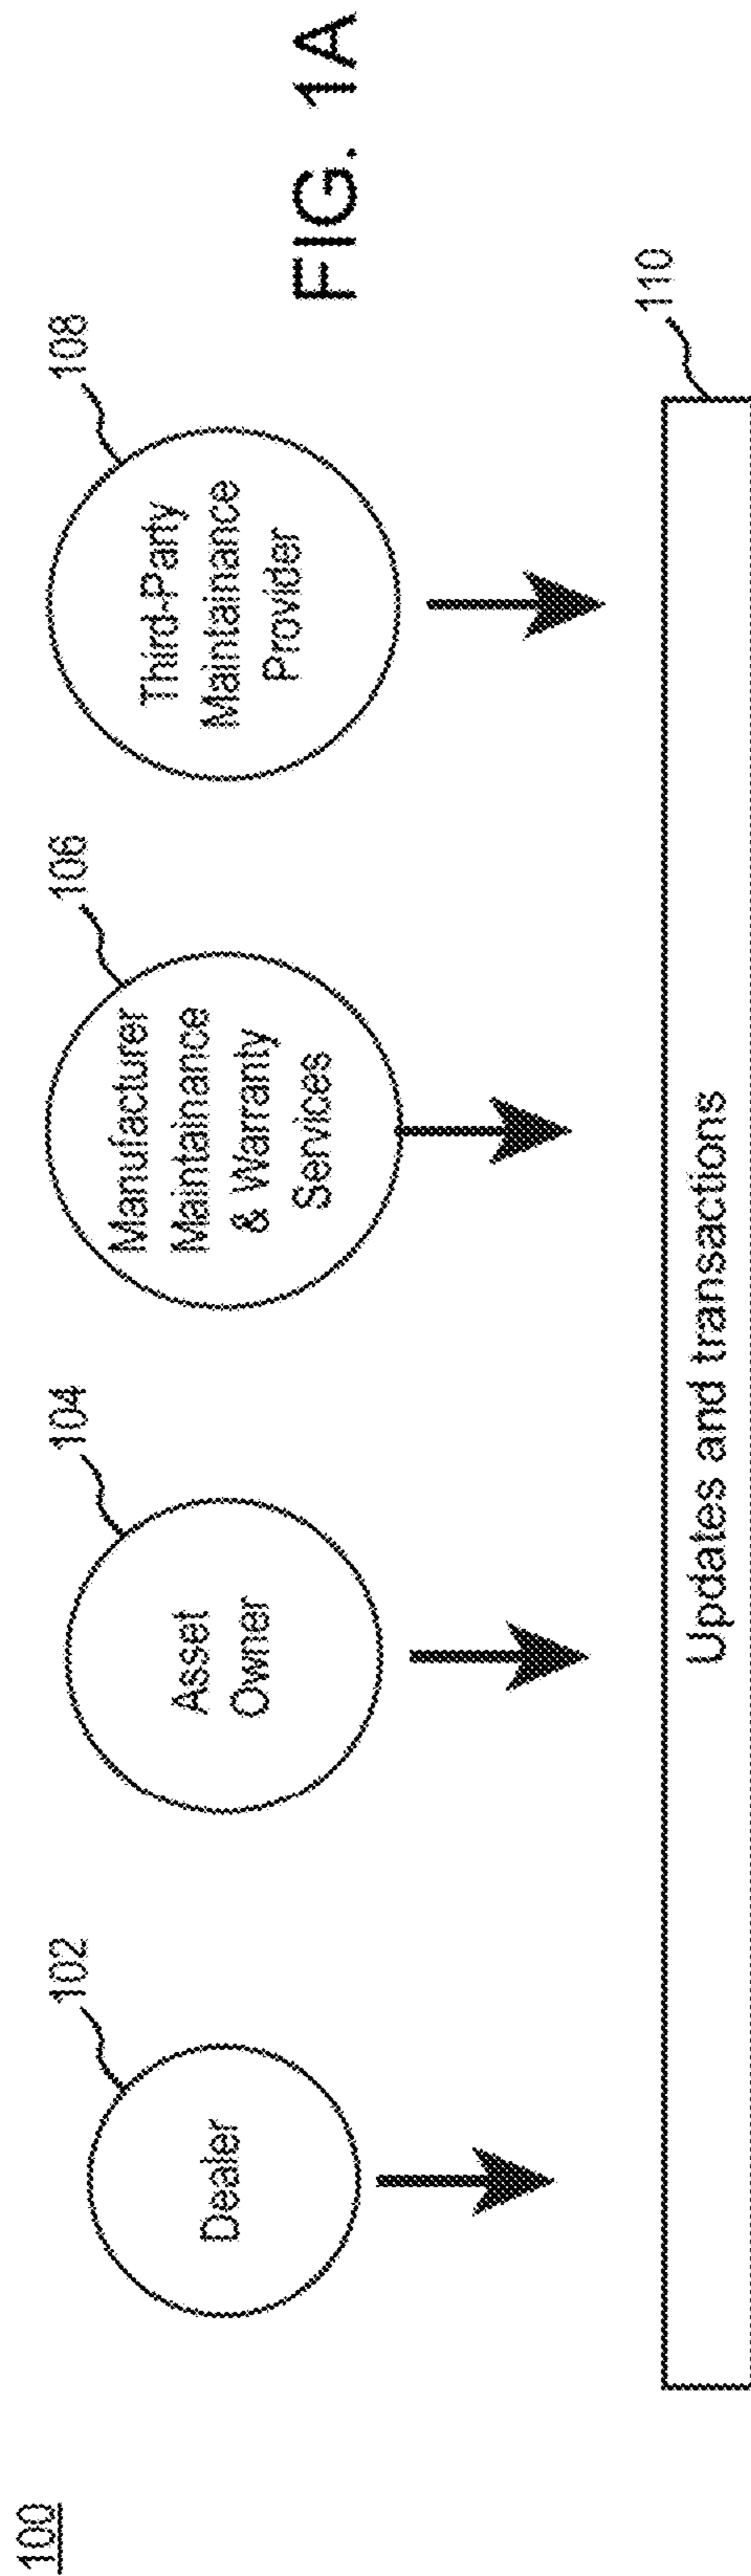 100
102
Dealer
104
Asset
Owner
106
Manufacturer
Maintainance
& Warranty
Services
108
Third-Party
Maintainance
Provider
FIG. 1A
110
Updates and transactions